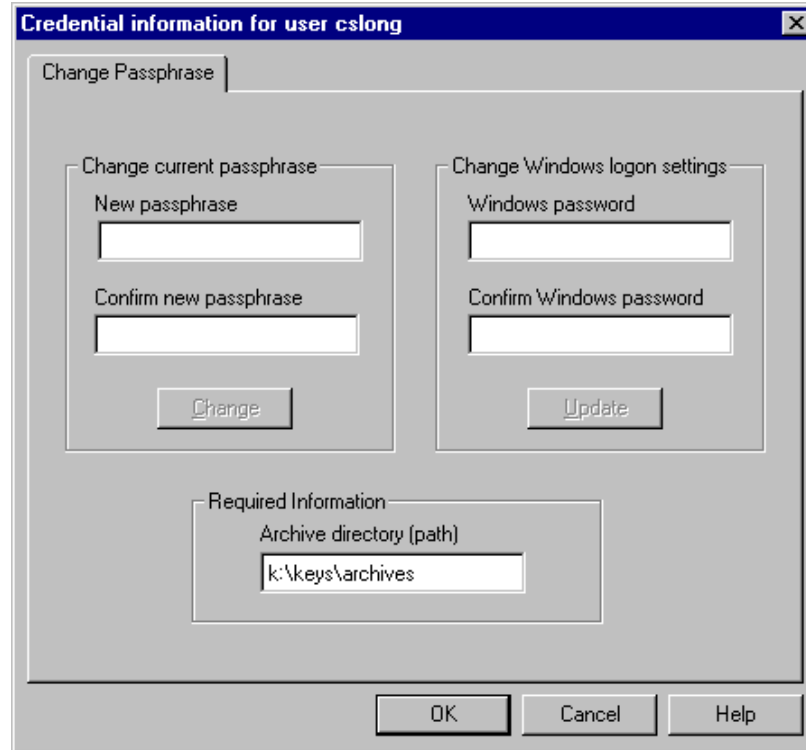 Credential information for user cslong
Change Passphrase
Change current passphrase
New passphrase
Confirm new passphrase
Change
Change Windows logon settings
Windows password
Confirm Windows password
Update
Required Information
Archive directory (path)
k:\keys\archives
OK
Cancel
Help